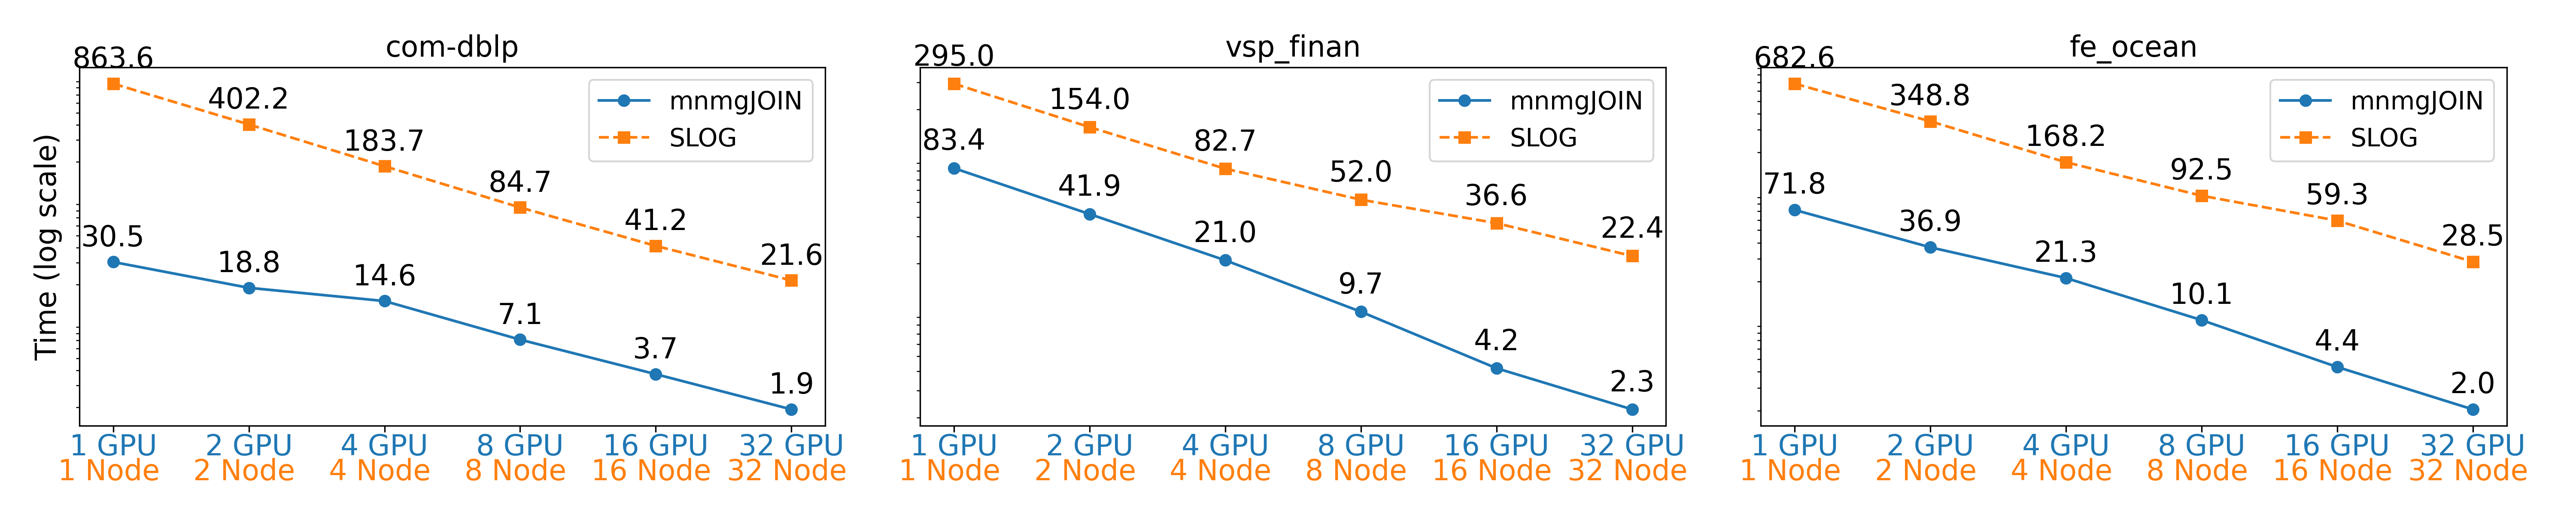 com-dblp
Time (log scale)
863.6
402.2
183.7
84.7
41.2
21.6
30.5
18.8
14.6
7.1
3.7
1.9
mnmgJOIN
SLOG
1 GPU 2 GPU 4 GPU 8 GPU 16 GPU 32 GPU
1 Node 2 Node 4 Node 8 Node 16 Node 32 Node
vsp_finan
295.0
154.0
82.7
52.0
36.6
22.4
83.4
41.9
21.0
9.7
4.2
2.3
mnmgJOIN
SLOG
1 GPU 2 GPU 4 GPU 8 GPU 16 GPU 32 GPU
1 Node 2 Node 4 Node 8 Node 16 Node 32 Node
fe_ocean
682.6
348.8
168.2
92.5
59.3
28.5
71.8
36.9
21.3
10.1
4.4
2.0
mnmgJOIN
SLOG
1 GPU 2 GPU 4 GPU 8 GPU 16 GPU 32 GPU
1 Node 2 Node 4 Node 8 Node 16 Node 32 Node